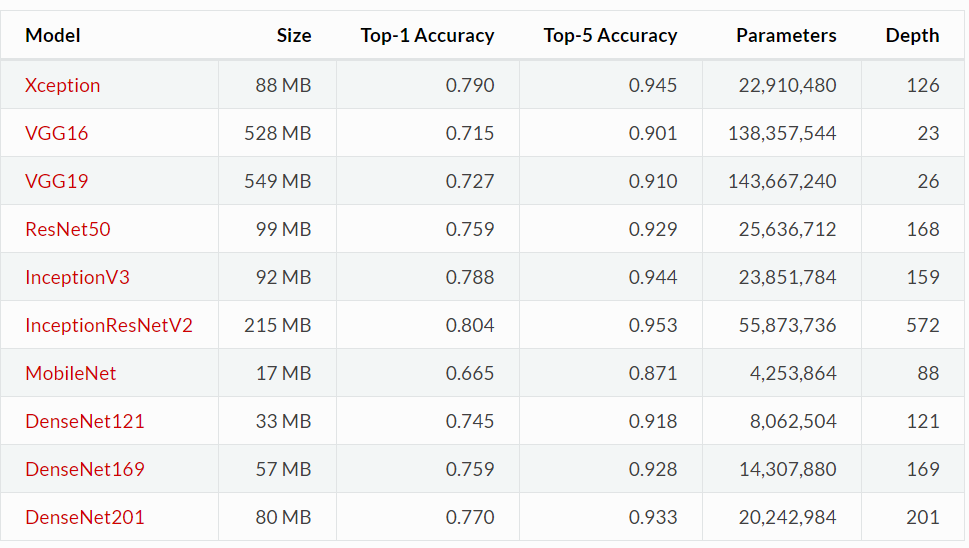 Model Size Top-1 Accuracy Top-5 Accuracy Parameters Depth
Xception 88 MB 0.790 0.945 22,910,480 126
VGG16 528 MB 0.715 0.901 138,357,544 23
VGG19 549 MB 0.727 0.910 143,667,240 26
ResNet50 99 MB 0.759 0.929 25,636,712 168
InceptionV3 92 MB 0.788 0.944 23,851,784 159
InceptionResNetV2 215 MB 0.804 0.953 55,873,736 572
MobileNet 17 MB 0.665 0.871 4,253,864 88
DenseNet121 33 MB 0.745 0.918 8,062,504 121
DenseNet169 57 MB 0.759 0.928 14,307,880 169
DenseNet201 80 MB 0.770 0.933 20,242,984 201